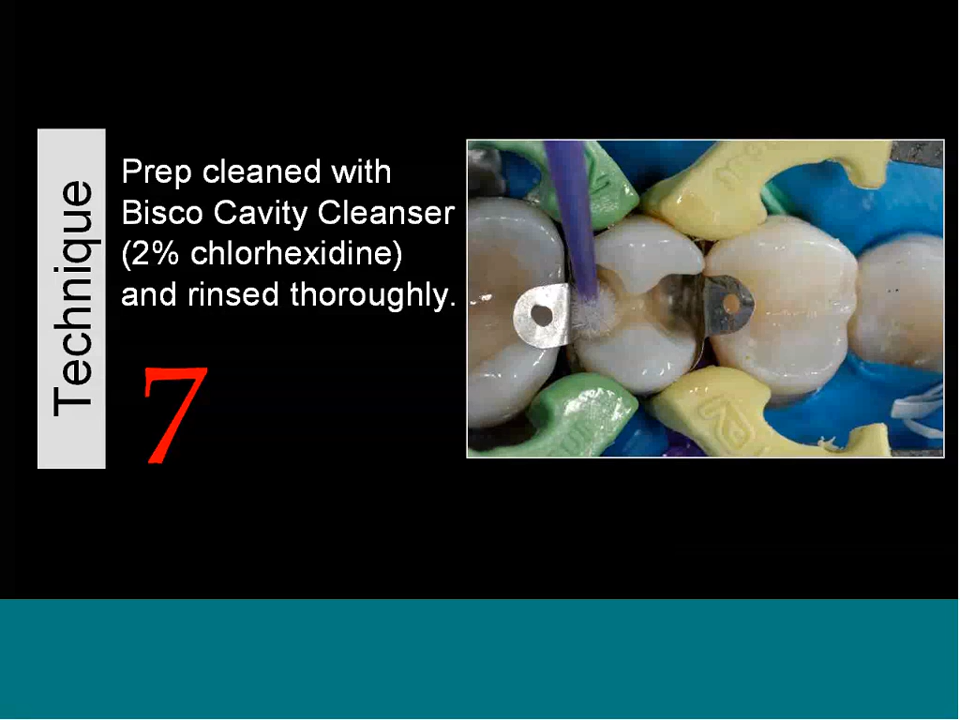 Technique
Prep cleaned with
Bisco Cavity Cleanser
(2% chlorhexidine)
and rinsed thoroughly.
7